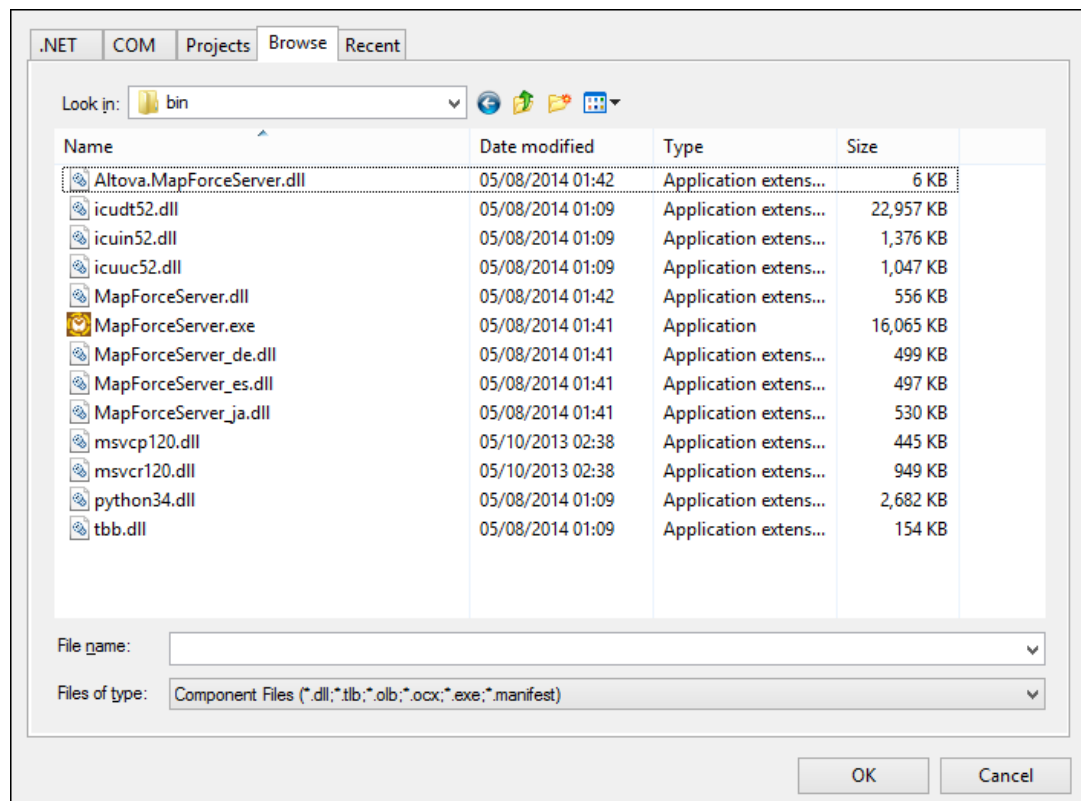 .NET COM Projects Browse Recent
Look in: bin
Name Date modified Type Size
Altova.MapForceServer.dll 05/08/2014 01:42 Application extens... 6 KB
icudt52.dll 05/08/2014 01:09 Application extens... 22,957 KB
icuin52.dll 05/08/2014 01:09 Application extens... 1,376 KB
icuuc52.dll 05/08/2014 01:09 Application extens... 1,047 KB
MapForceServer.dll 05/08/2014 01:42 Application extens... 556 KB
MapForceServer.exe 05/08/2014 01:41 Application 16,065 KB
MapForceServer_de.dll 05/08/2014 01:41 Application extens... 499 KB
MapForceServer_es.dll 05/08/2014 01:41 Application extens... 497 KB
MapForceServer_ja.dll 05/08/2014 01:41 Application extens... 530 KB
msvcp120.dll 05/10/2013 02:38 Application extens... 445 KB
msvcr120.dll 05/10/2013 02:38 Application extens... 949 KB
python34.dll 05/08/2014 01:09 Application extens... 2,682 KB
tbb.dll 05/08/2014 01:09 Application extens... 154 KB
File name:
Files of type: Component Files (*.dll;*.tlb;*.olb;*.ocx;*.exe;*.manifest)
OK Cancel